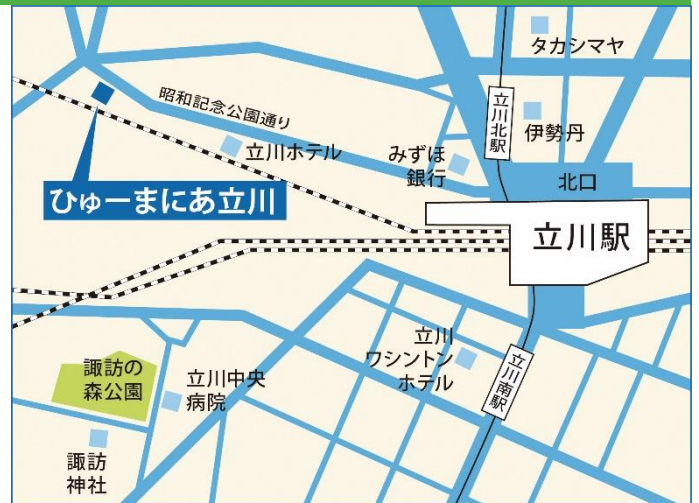 タカシマヤ
立川北駅
昭和記念公園通り
伊勢丹
立川ホテル
みずほ
銀行
北口
ひゅーまにあ立川
立川駅
立川
ワシントン
ホテル
立川南駅
諏訪の
森公園
立川中央
病院
諏訪
神社